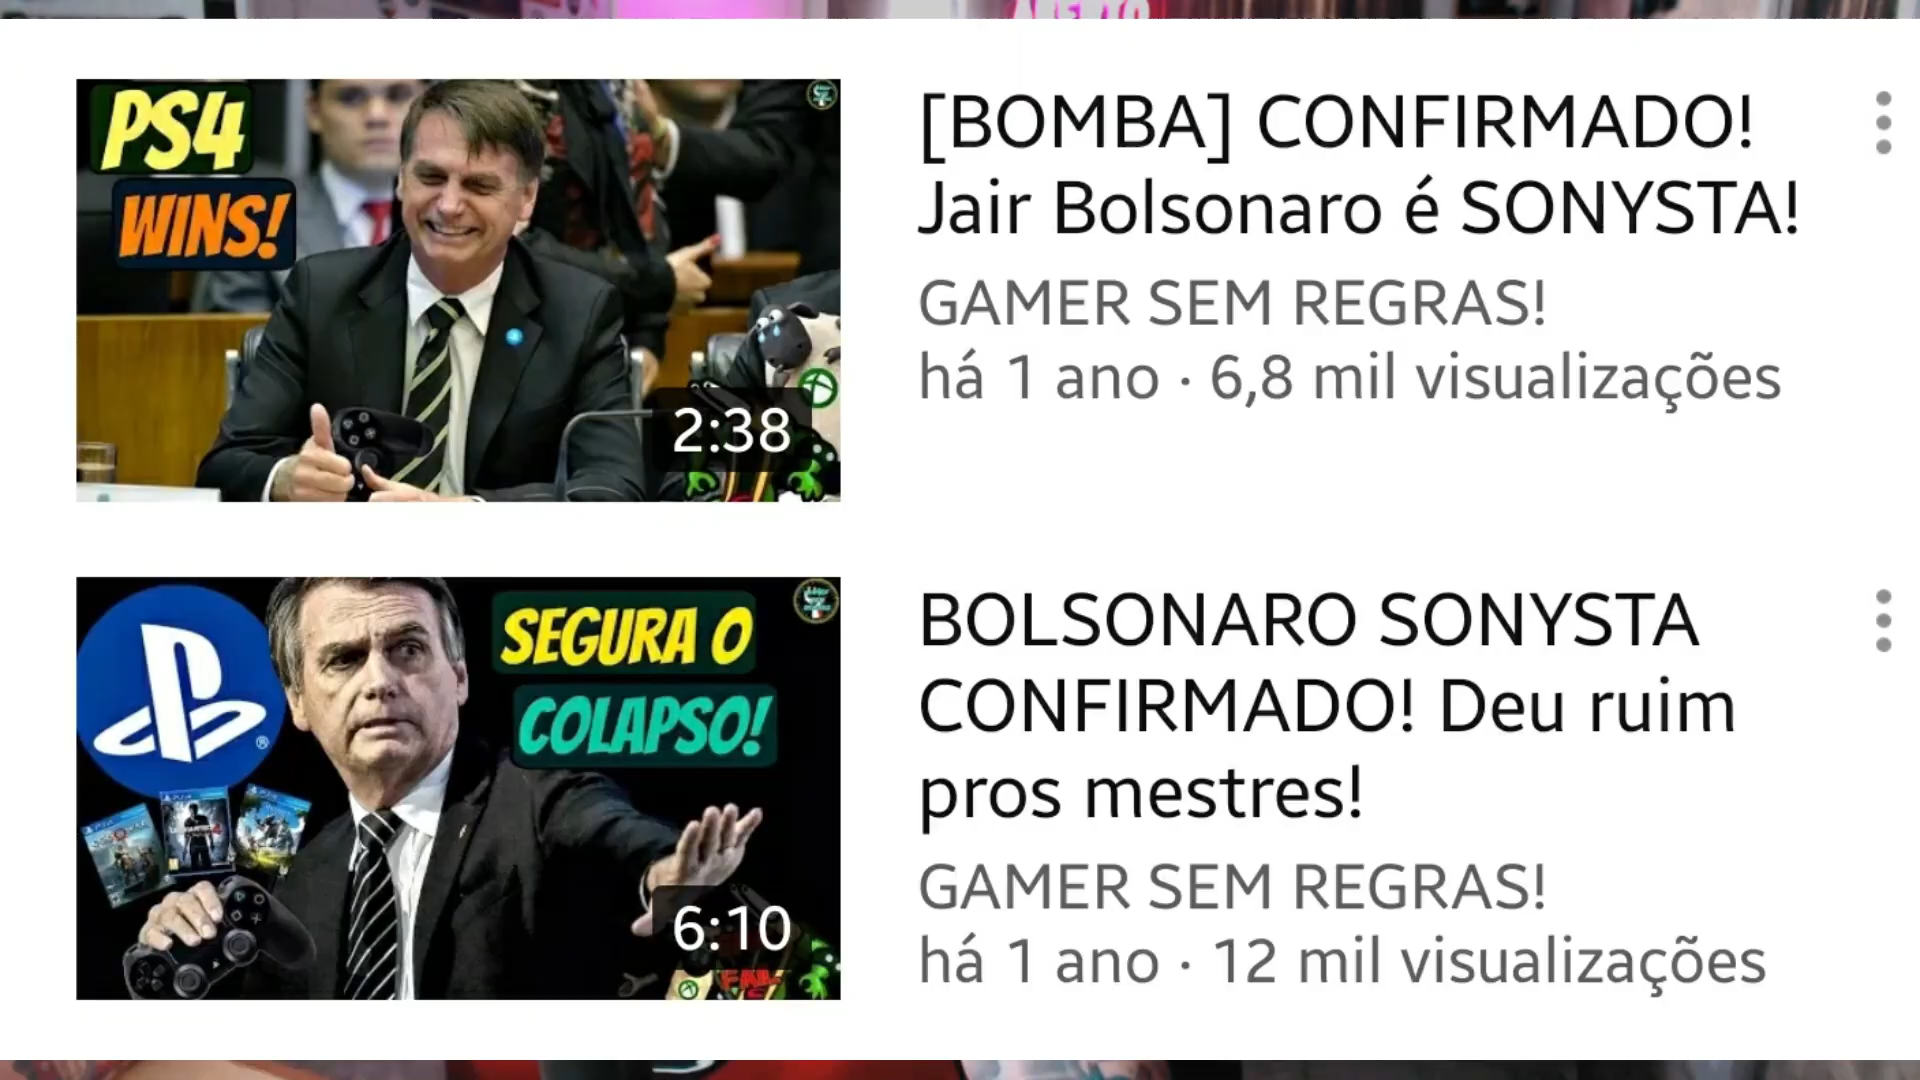 PS4
WINS!
2:38
[BOMBA] CONFIRMADO!
Jair Bolsonaro é SONYSTA!
GAMER SEM REGRAS!
há 1 ano · 6,8 mil visualizações
SEGURA O
COLAPSO!
6:10
BOLSONARO SONYSTA
CONFIRMADO! Deu ruim
pros mestres!
GAMER SEM REGRAS!
há 1 ano · 12 mil visualizações